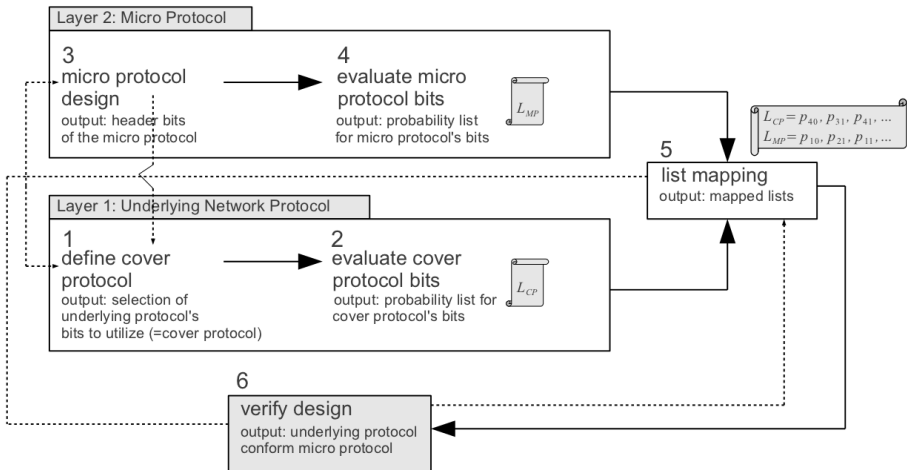 Layer 2: Micro Protocol
3
micro protocol
design
output: header bits
of the micro protocol
4
evaluate micro
protocol bits
output: probability list
for micro protocol's bits
L_MP
L_CP = p_40, p_31, p_41, ...
L_MP = p_10, p_21, p_11, ...
5
list mapping
output: mapped lists
Layer 1: Underlying Network Protocol
1
define cover
protocol
output: selection of
underlying protocol's
bits to utilize (=cover protocol)
2
evaluate cover
protocol bits
output: probability list for
cover protocol's bits
L_CP
6
verify design
output: underlying protocol
conform micro protocol